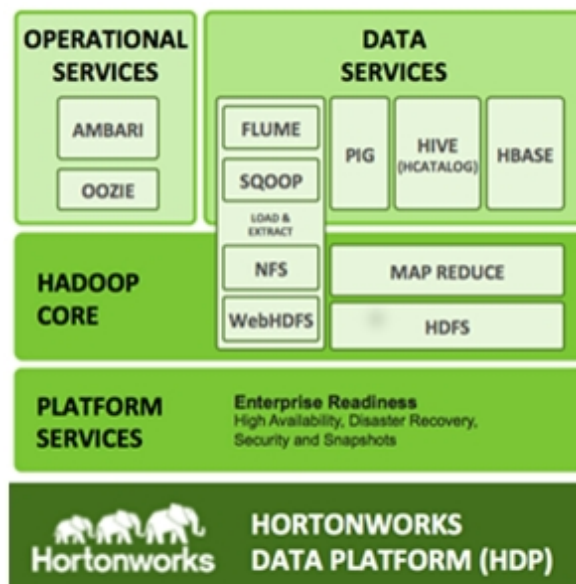 OPERATIONAL
SERVICES
AMBARI
OOZIE
DATA
SERVICES
FLUME
SQOOP
LOAD &
EXTRACT
NFS
WebHDFS
PIG
HIVE
(HCATALOG)
HBASE
HADOOP
CORE
MAP REDUCE
HDFS
PLATFORM
SERVICES
Enterprise Readiness
High Availability, Disaster Recovery,
Security and Snapshots
Hortonworks
HORTONWORKS
DATA PLATFORM (HDP)